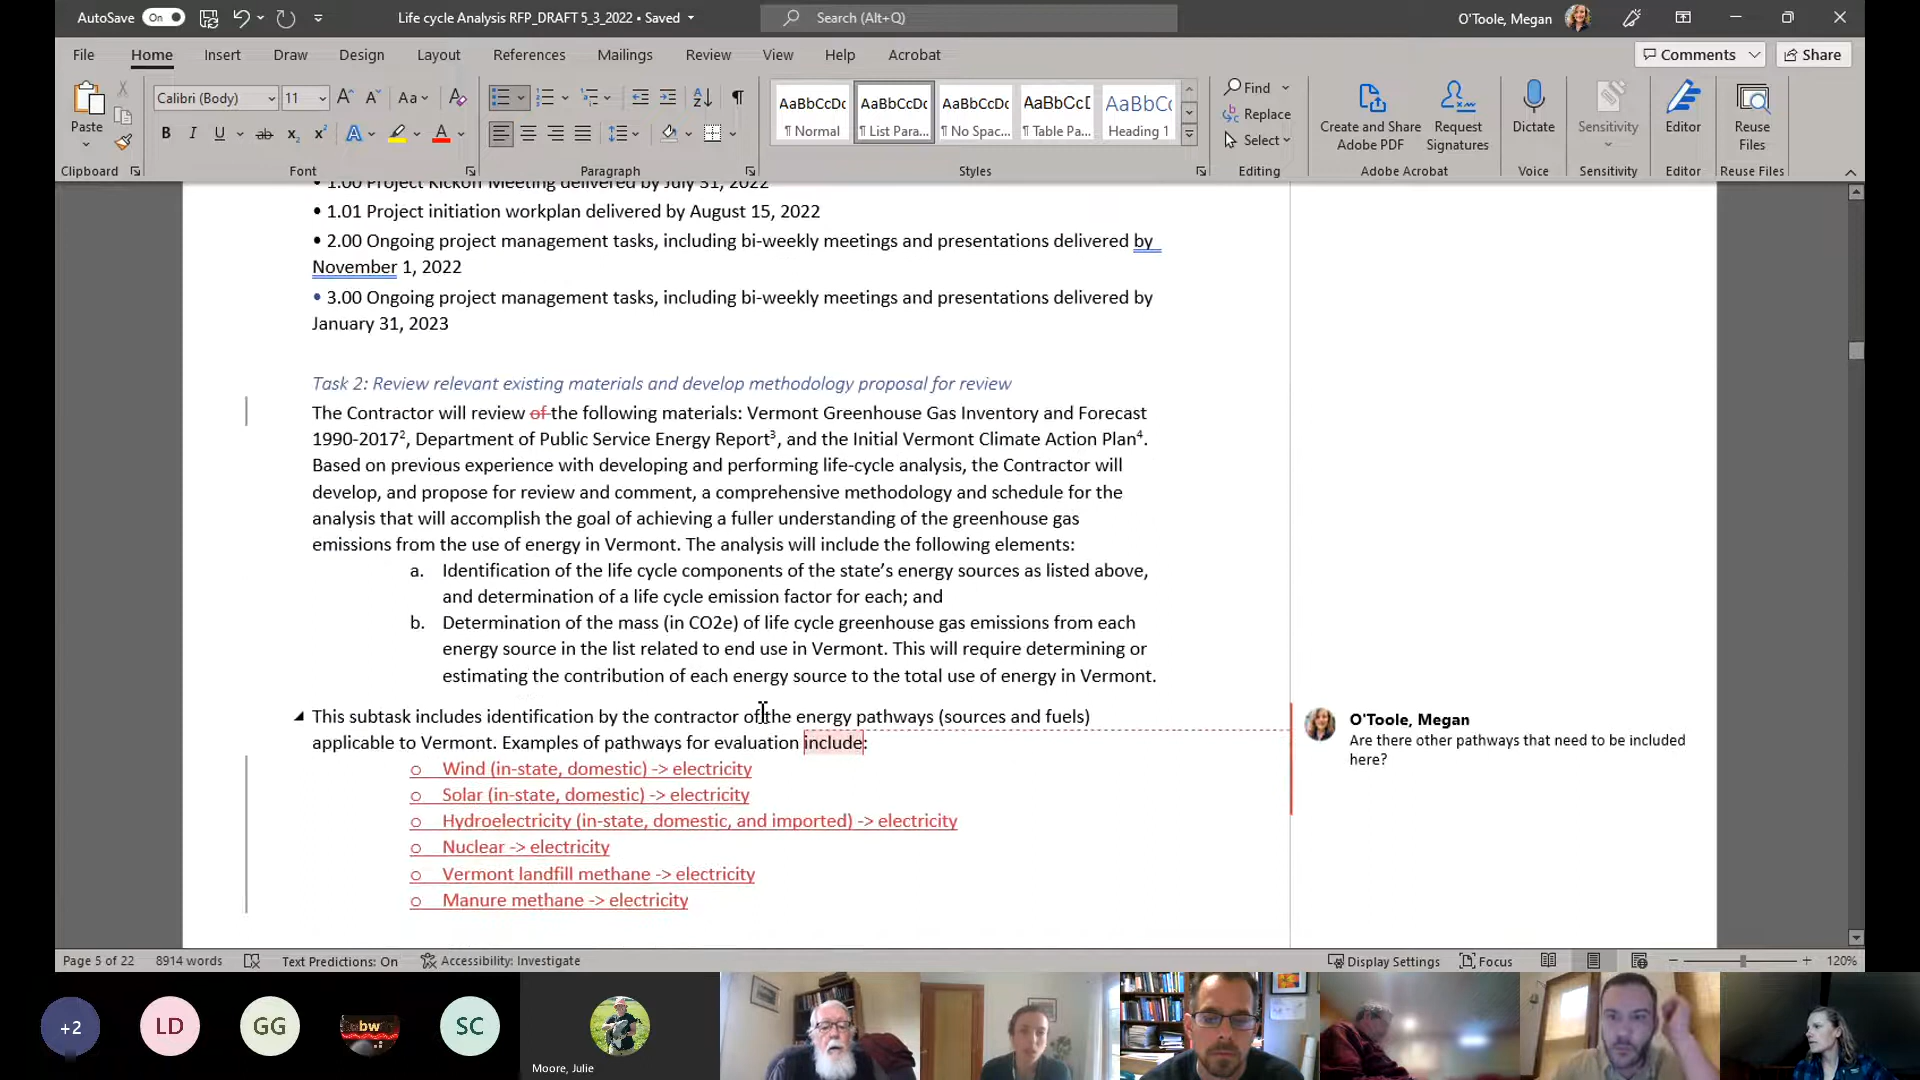 AutoSave On
Life cycle Analysis RFP_DRAFT 5_3_2022 • Saved
Search (Alt+Q)
O'Toole, Megan
File Home Insert Draw Design Layout References Mailings Review View Help Acrobat
Comments Share
Paste
Calibri (Body) 11
Clipboard Font Paragraph
AaBbCcDc AaBbCcDc AaBbCcDc AaBbCcD AaBbCc
¶ Normal ¶ List Para... ¶ No Spac... ¶ Table Pa... Heading 1
Styles
Find
Replace
Select
Editing
Create and Share Adobe PDF
Request Signatures
Adobe Acrobat
Dictate
Voice
Sensitivity
Sensitivity
Editor
Editor
Reuse Files
Reuse Files
• 1.00 Project Kickoff Meeting delivered by July 31, 2022
• 1.01 Project initiation workplan delivered by August 15, 2022
• 2.00 Ongoing project management tasks, including bi-weekly meetings and presentations delivered by
November 1, 2022
• 3.00 Ongoing project management tasks, including bi-weekly meetings and presentations delivered by
January 31, 2023
Task 2: Review relevant existing materials and develop methodology proposal for review
The Contractor will review of the following materials: Vermont Greenhouse Gas Inventory and Forecast
1990-2017², Department of Public Service Energy Report³, and the Initial Vermont Climate Action Plan⁴.
Based on previous experience with developing and performing life-cycle analysis, the Contractor will
develop, and propose for review and comment, a comprehensive methodology and schedule for the
analysis that will accomplish the goal of achieving a fuller understanding of the greenhouse gas
emissions from the use of energy in Vermont. The analysis will include the following elements:
a. Identification of the life cycle components of the state's energy sources as listed above,
and determination of a life cycle emission factor for each; and
b. Determination of the mass (in CO2e) of life cycle greenhouse gas emissions from each
energy source in the list related to end use in Vermont. This will require determining or
estimating the contribution of each energy source to the total use of energy in Vermont.
This subtask includes identification by the contractor of the energy pathways (sources and fuels)
applicable to Vermont. Examples of pathways for evaluation include:
o Wind (in-state, domestic) -> electricity
o Solar (in-state, domestic) -> electricity
o Hydroelectricity (in-state, domestic, and imported) -> electricity
o Nuclear -> electricity
o Vermont landfill methane -> electricity
o Manure methane -> electricity
O'Toole, Megan
Are there other pathways that need to be included
here?
Page 5 of 22 8914 words Text Predictions: On Accessibility: Investigate
Display Settings Focus 120%
+2 LD GG bw SC
Moore, Julie